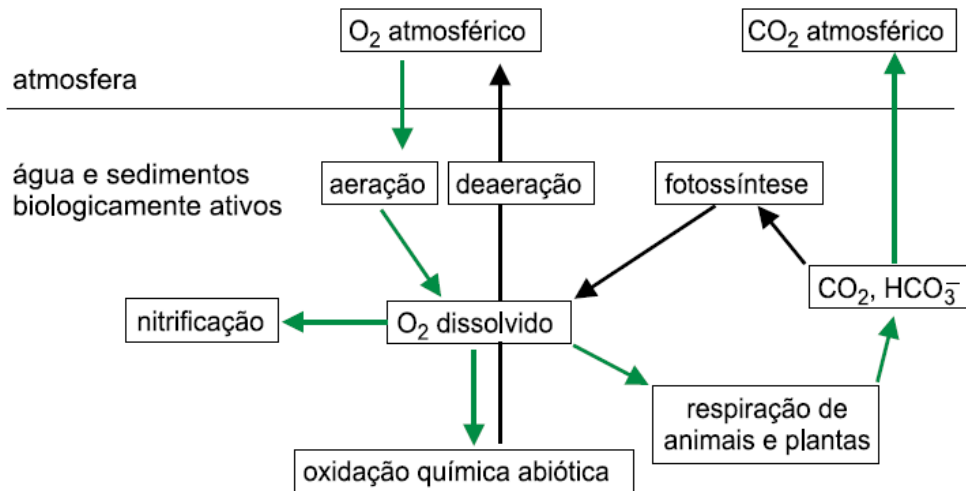 O₂ atmosférico
CO₂ atmosférico
atmosfera
água e sedimentos
biologicamente ativos
aeração
deaeração
fotossíntese
CO₂, HCO₃⁻
nitrificação
O₂ dissolvido
respiração de
animais e plantas
oxidação química abiótica